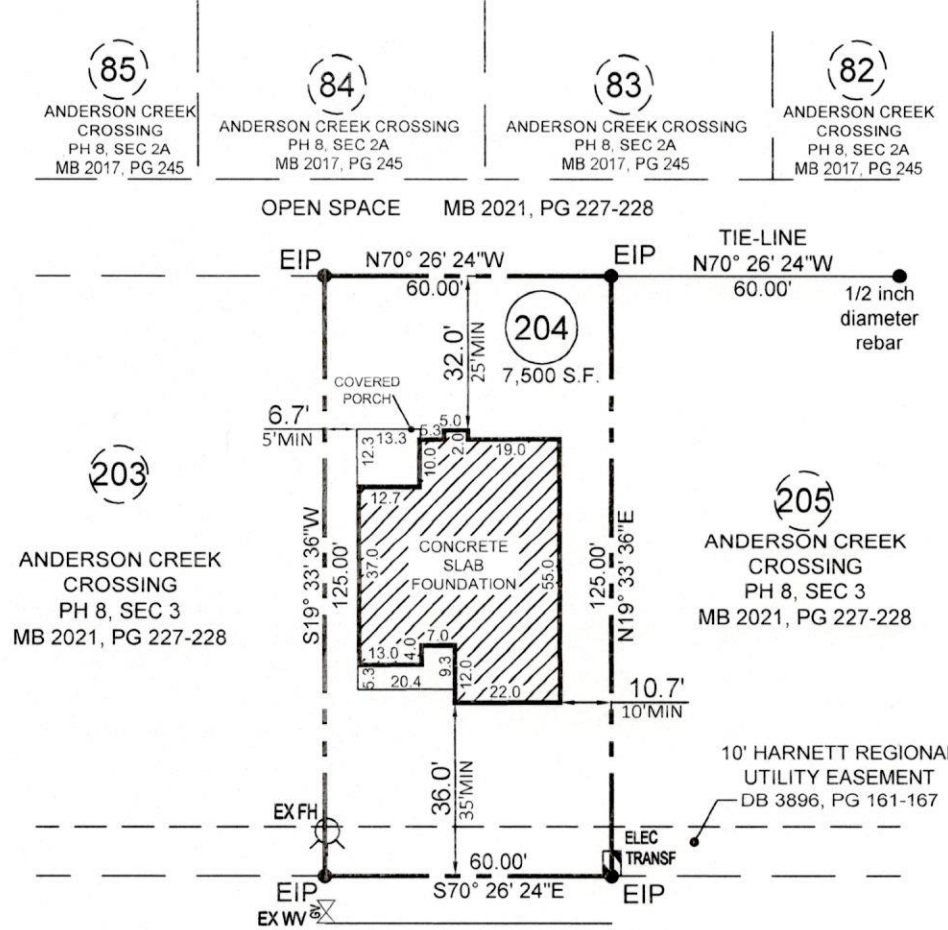 85
ANDERSON CREEK
CROSSING
PH 8, SEC 2A
MB 2017, PG 245
84
ANDERSON CREEK CROSSING
PH 8, SEC 2A
MB 2017, PG 245
83
ANDERSON CREEK CROSSING
PH 8, SEC 2A
MB 2017, PG 245
82
ANDERSON CREEK
CROSSING
PH 8, SEC 2A
MB 2017, PG 245
OPEN SPACE MB 2021, PG 227-228
EIP
N70° 26' 24"W
60.00'
EIP
TIE-LINE
N70° 26' 24"W
60.00'
1/2 inch
diameter
rebar
204
7,500 S.F.
32.0'
25'MIN
COVERED
PORCH
6.7'
5'MIN
12.3
13.3
5.3
5.0
2.0
10.0
19.0
12.7
203
ANDERSON CREEK
CROSSING
PH 8, SEC 3
MB 2021, PG 227-228
S19° 33' 36"W
125.00'
37.0
CONCRETE
SLAB
FOUNDATION
55.0
125.00'
N19° 33' 36"E
205
ANDERSON CREEK
CROSSING
PH 8, SEC 3
MB 2021, PG 227-228
13.0
4.0
7.0
5.3
20.4
9.3
12.0
22.0
10.7'
10'MIN
36.0'
35'MIN
10' HARNETT REGIONAL
UTILITY EASEMENT
DB 3896, PG 161-167
EX FH
ELEC
TRANSF
60.00'
EIP
S70° 26' 24"E
EIP
EX WV
GV